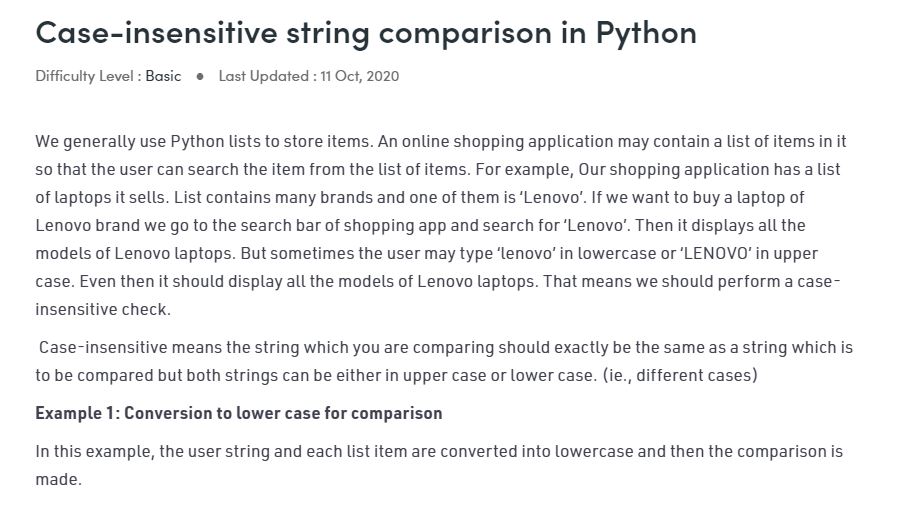 Case-insensitive string comparison in Python
Difficulty Level : Basic ● Last Updated : 11 Oct, 2020
We generally use Python lists to store items. An online shopping application may contain a list of items in it
so that the user can search the item from the list of items. For example, Our shopping application has a list
of laptops it sells. List contains many brands and one of them is ‘Lenovo’. If we want to buy a laptop of
Lenovo brand we go to the search bar of shopping app and search for ‘Lenovo’. Then it displays all the
models of Lenovo laptops. But sometimes the user may type ‘lenovo’ in lowercase or ‘LENOVO’ in upper
case. Even then it should display all the models of Lenovo laptops. That means we should perform a case-
insensitive check.
Case-insensitive means the string which you are comparing should exactly be the same as a string which is
to be compared but both strings can be either in upper case or lower case. (ie., different cases)
Example 1: Conversion to lower case for comparison
In this example, the user string and each list item are converted into lowercase and then the comparison is
made.